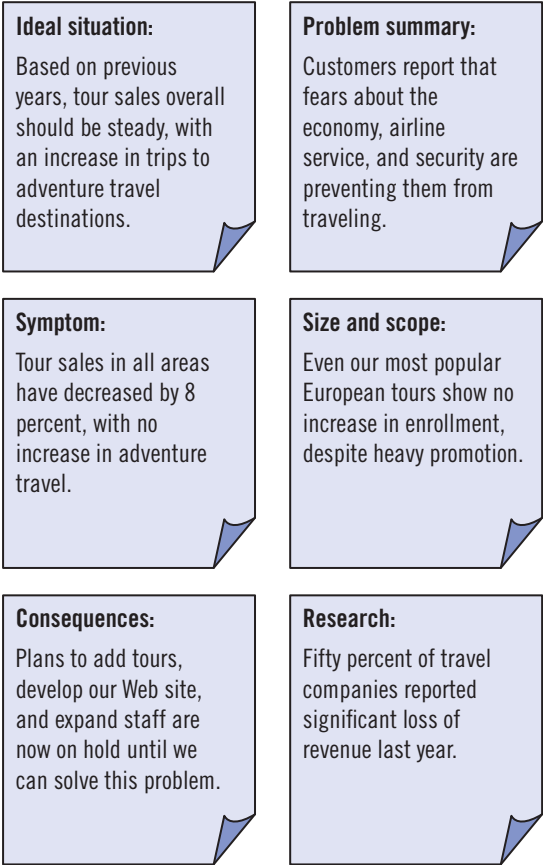 Ideal situation:
Based on previous
years, tour sales overall
should be steady, with
an increase in trips to
adventure travel
destinations.
Problem summary:
Customers report that
fears about the
economy, airline
service, and security are
preventing them from
traveling.
Symptom:
Tour sales in all areas
have decreased by 8
percent, with no
increase in adventure
travel.
Size and scope:
Even our most popular
European tours show no
increase in enrollment,
despite heavy promotion.
Consequences:
Plans to add tours,
develop our Web site,
and expand staff are
now on hold until we
can solve this problem.
Research:
Fifty percent of travel
companies reported
significant loss of
revenue last year.